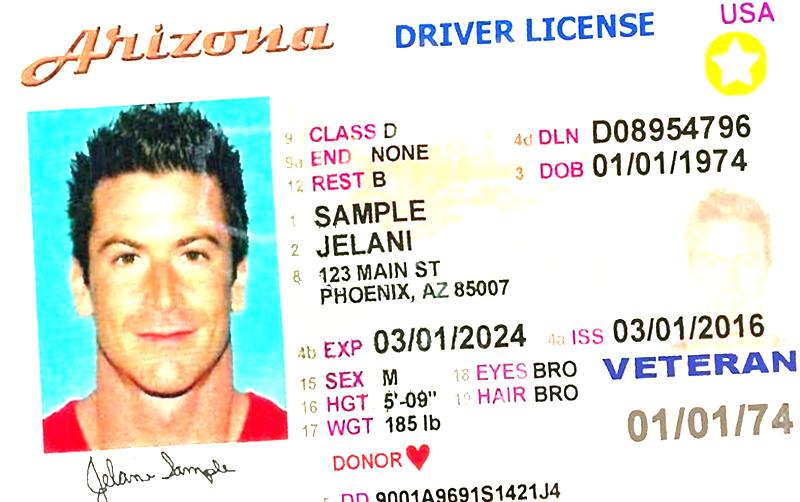 Arizona DRIVER LICENSE USA
9 CLASS D 4d DLN D08954796
9a END NONE 3 DOB 01/01/1974
12 REST B
1 SAMPLE
2 JELANI
8 123 MAIN ST
PHOENIX, AZ 85007
4b EXP 03/01/2024 4a ISS 03/01/2016
15 SEX M 18 EYES BRO VETERAN
16 HGT 5'-09" 19 HAIR BRO
17 WGT 185 lb 01/01/74
DONOR
Jelani Sample
5 DD 9001A9691S1421J4